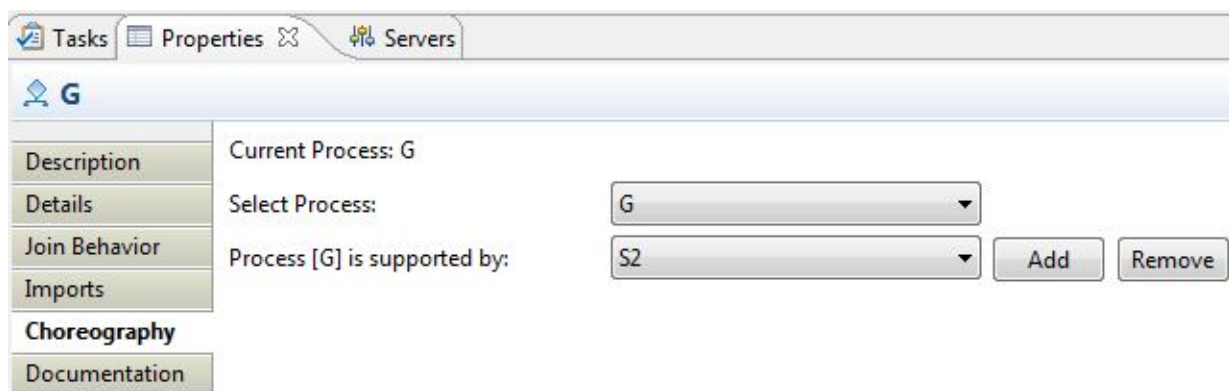 Tasks Properties Servers
G
Description
Details
Join Behavior
Imports
Choreography
Documentation
Current Process: G
Select Process: G
Process [G] is supported by: S2 Add Remove